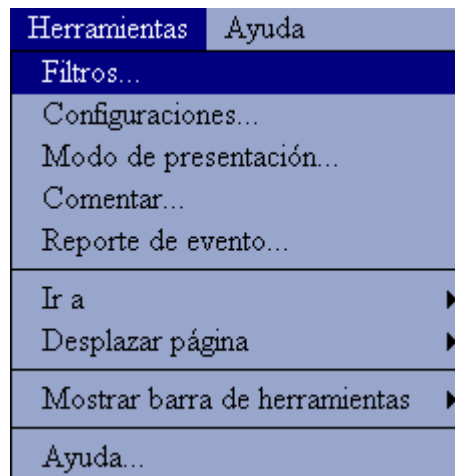 Herramientas Ayuda
Filtros...
Configuraciones...
Modo de presentación...
Comentar...
Reporte de evento...
Ir a
Desplazar página
Mostrar barra de herramientas
Ayuda...